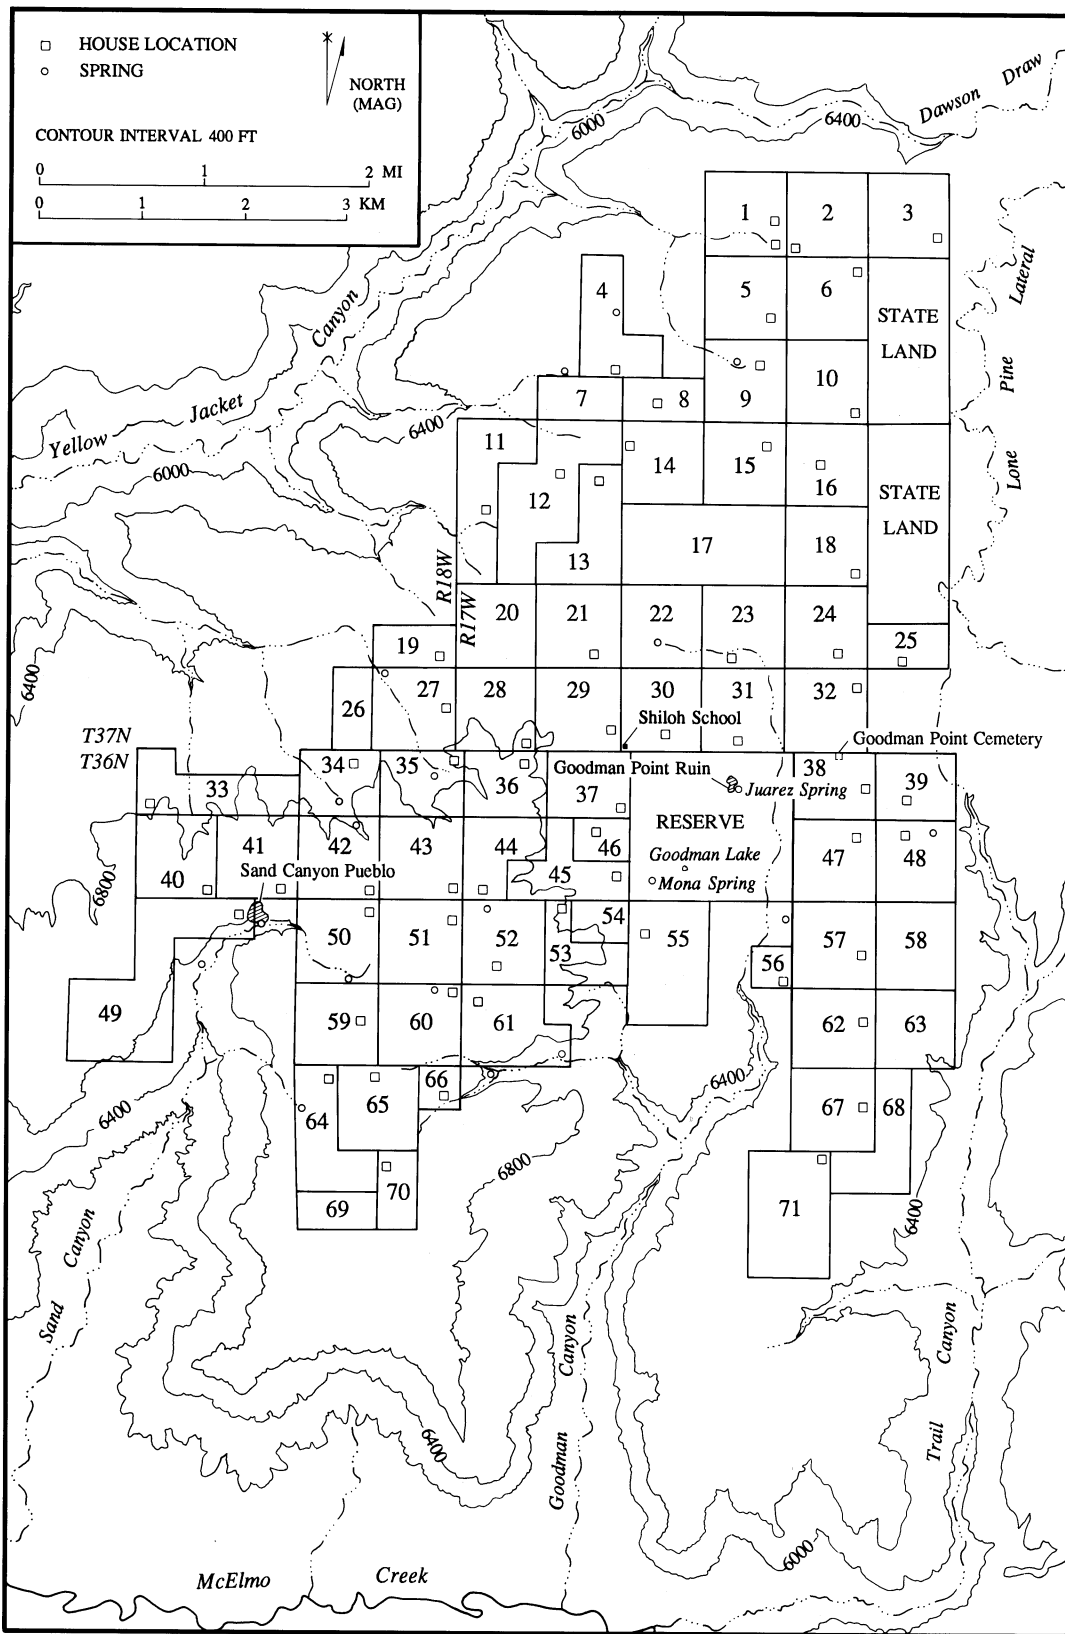 HOUSE LOCATION
SPRING
NORTH
(MAG)
CONTOUR INTERVAL 400 FT
0 1 2 MI
0 1 2 3 KM
Dawson Draw
6000
6400
1 2 3
Lateral
4 5 6
STATE
LAND
Canyon
Pine
Jacket
Yellow
7 8 9 10
6400
6000
11
14 15
12
16
STATE
LAND
Lone
13 17 18
R18W
R17W
20 21 22 23 24
19
25
6400
26 27 28 29 30 31 32
Shiloh School
T37N
T36N
Goodman Point Cemetery
33 34 35 36 37 38 39
Goodman Point Ruin
Juarez Spring
RESERVE
6800
40 41 42 43 44 45 46 47 48
Goodman Lake
Mona Spring
Sand Canyon Pueblo
49 50 51 52 53 54 55 56 57 58
59 60 61 62 63
6400
6400
64 65 66 67 68
6800
69 70 71
6400
Sand Canyon
Goodman Canyon
Trail Canyon
6400
6000
McElmo Creek